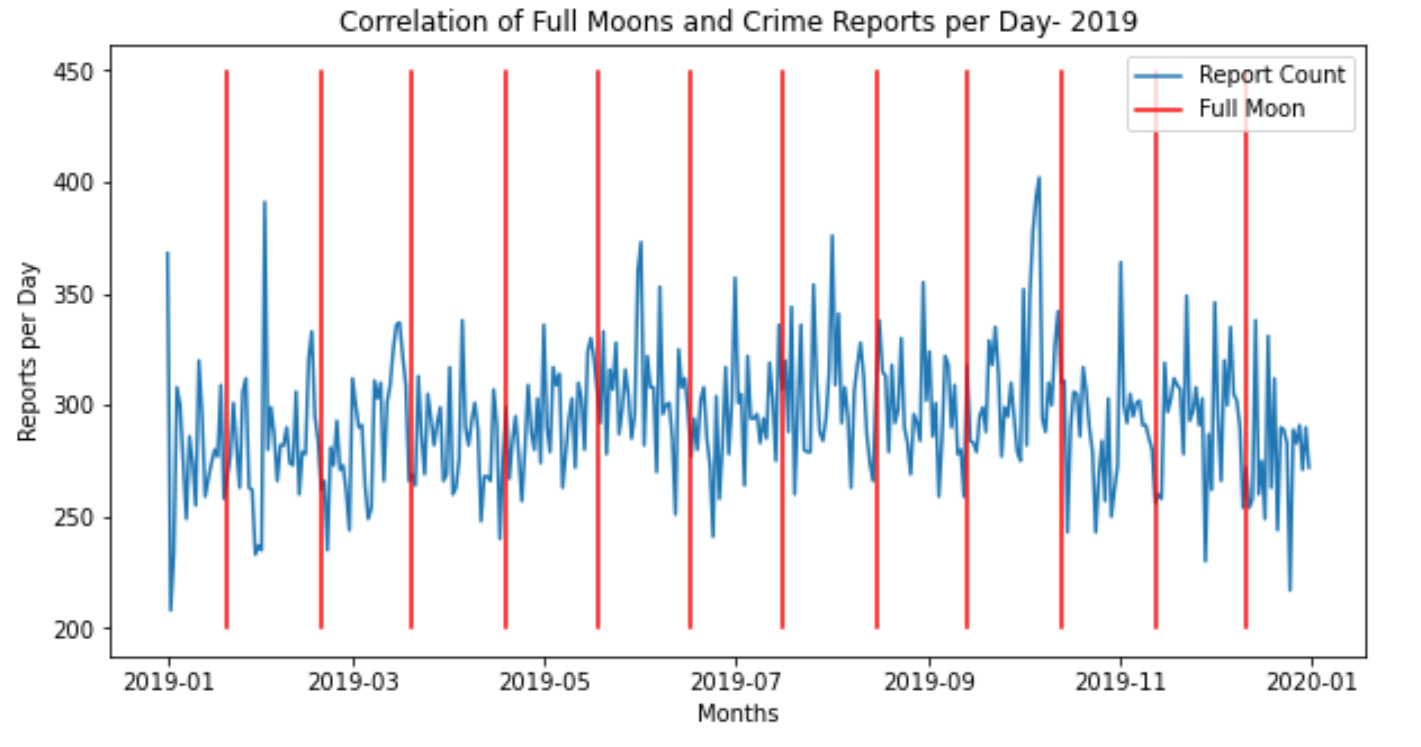 Correlation of Full Moons and Crime Reports per Day- 2019
Report Count
Full Moon
450
400
350
300
250
200
Reports per Day
2019-01 2019-03 2019-05 2019-07 2019-09 2019-11 2020-01
Months